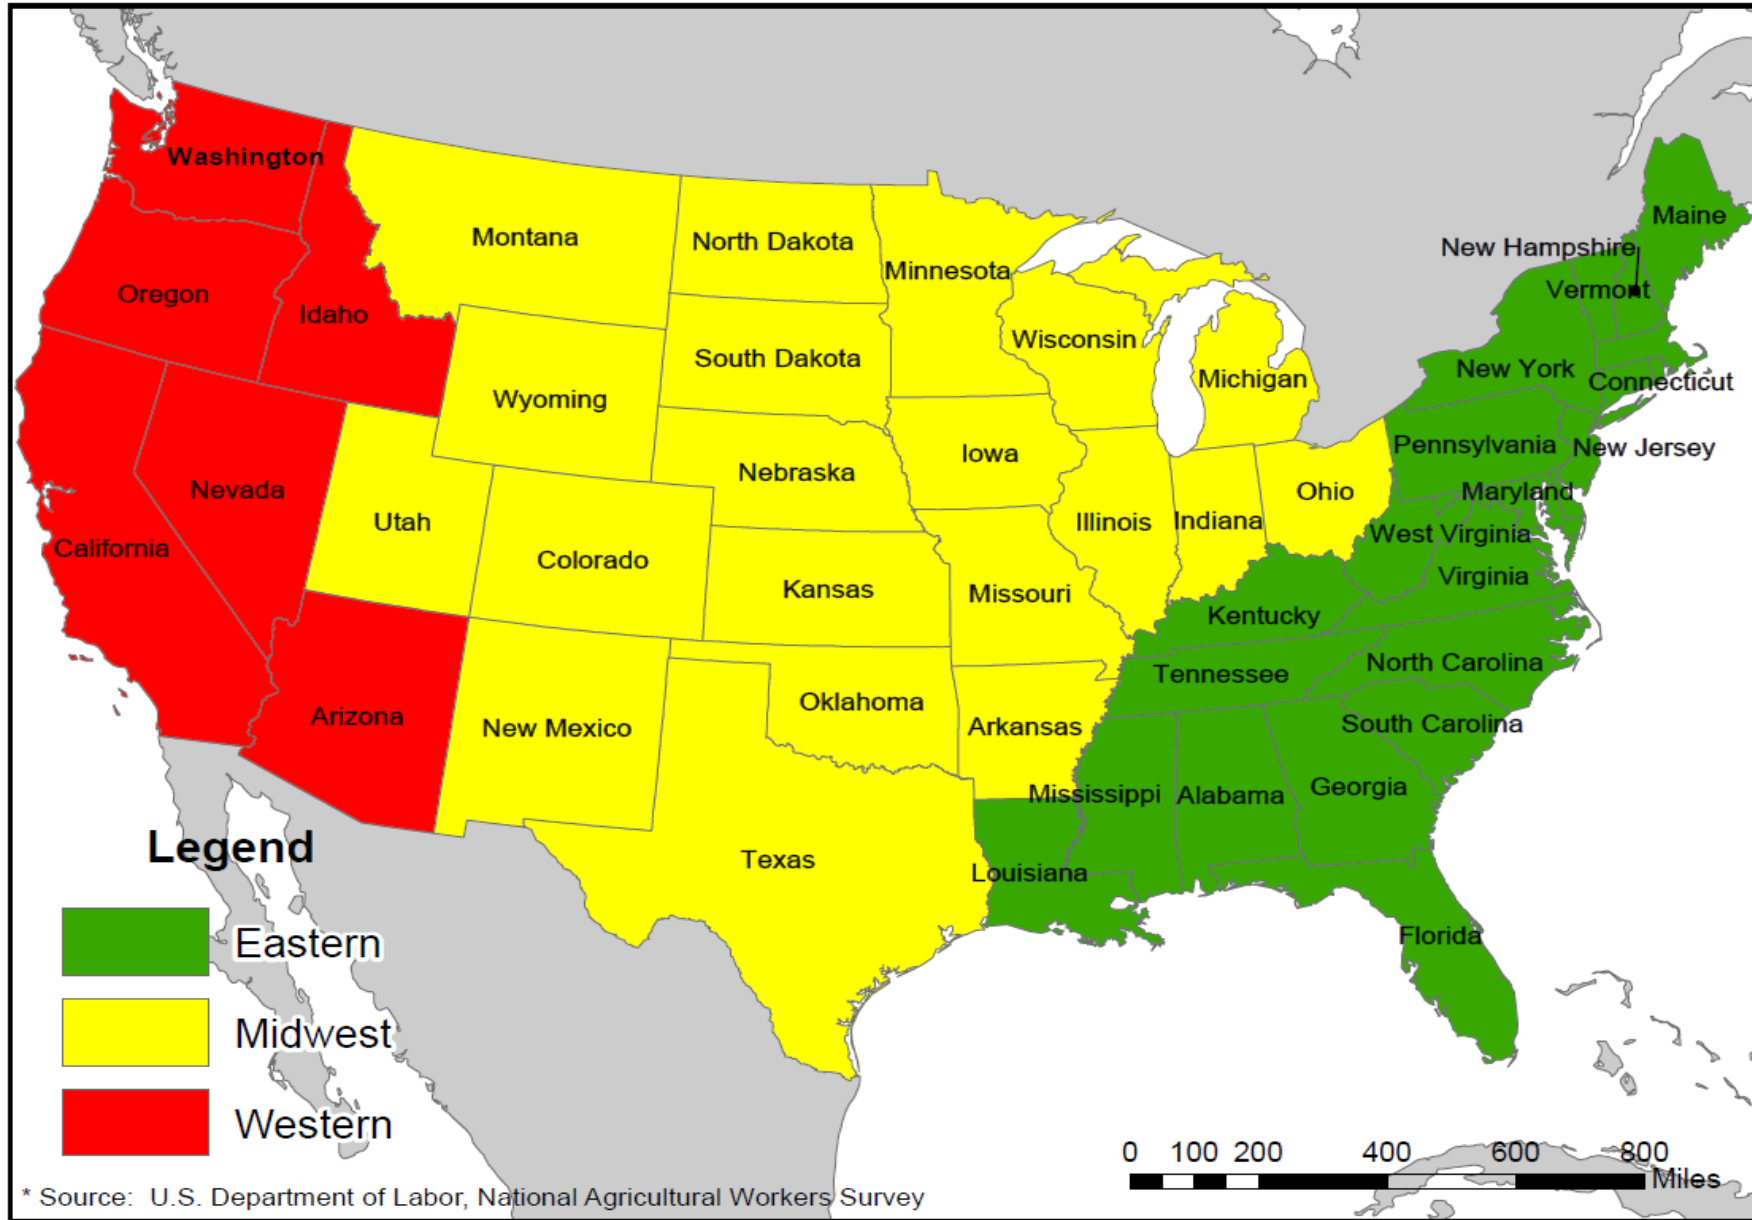 Washington
Montana
North Dakota
Minnesota
Maine
New Hampshire
Vermont
Oregon
Idaho
Wisconsin
South Dakota
Michigan
New York
Connecticut
Wyoming
Iowa
Pennsylvania
New Jersey
Nebraska
Nevada
Ohio
Maryland
Utah
Illinois
Indiana
West Virginia
California
Colorado
Virginia
Kansas
Missouri
Kentucky
North Carolina
Tennessee
Oklahoma
Arizona
New Mexico
Arkansas
South Carolina
Mississippi
Alabama
Georgia
Texas
Louisiana
Florida
Legend
Eastern
Midwest
Western
0 100 200 400 600 800
Miles
* Source: U.S. Department of Labor, National Agricultural Workers Survey